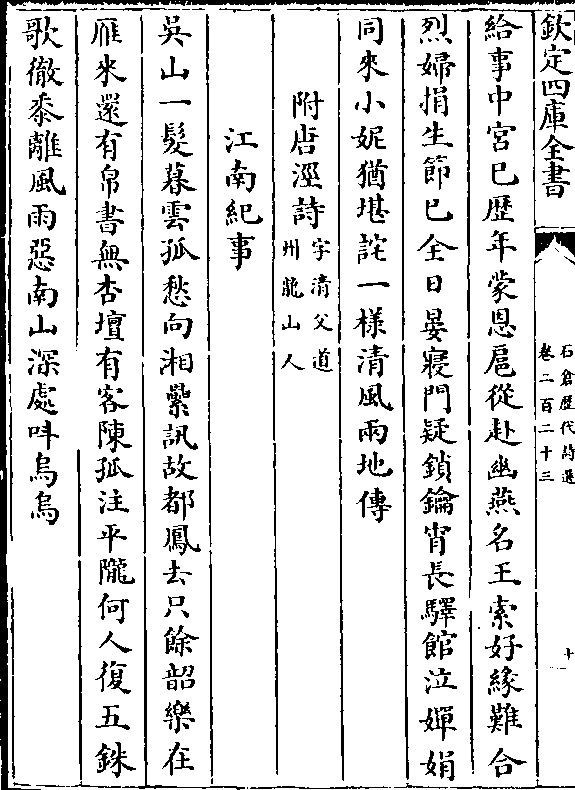 欽定四庫全書
石倉歷代詩選
卷二百二十三
十
給事中宮已歷年蒙恩扈從赴幽燕名王索好緣難合
烈婦捐生節已全日晏寢門疑鎖鑰宵長驛館泣嬋娟
同來小妮猶堪詫一様清風兩地傳
附唐涇詩
字清父道
州龍山人
江南紀事
吳山一髮暮雲孤愁向湘纍訊故都鳳去只餘韶樂在
雁來還有帛書無杏壇有客陳孤注平隴何人復五銖
歌徹黍離風雨惡南山深處呌烏烏